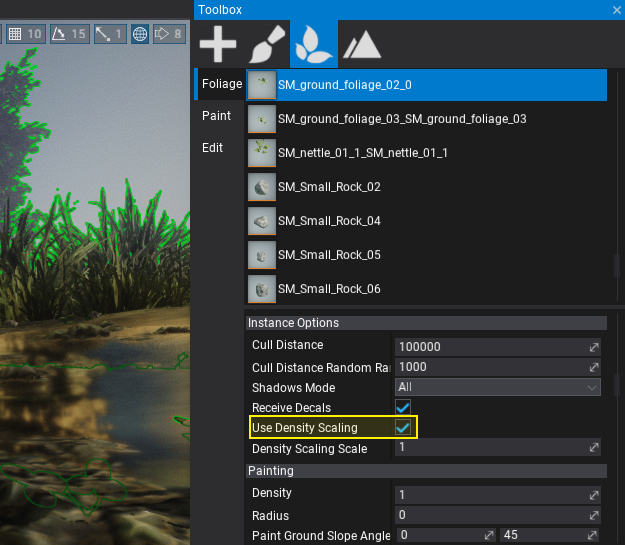 Toolbox
10 15 1 8
Foliage
Paint
Edit
SM_ground_foliage_02_0
SM_ground_foliage_03_SM_ground_foliage_03
SM_nettle_01_1_SM_nettle_01_1
SM_Small_Rock_02
SM_Small_Rock_04
SM_Small_Rock_05
SM_Small_Rock_06
Instance Options
Cull Distance 100000
Cull Distance Random Ra 1000
Shadows Mode All
Receive Decals
Use Density Scaling
Density Scaling Scale 1
Painting
Density 1
Radius 0
Paint Ground Slope Angle 0 45